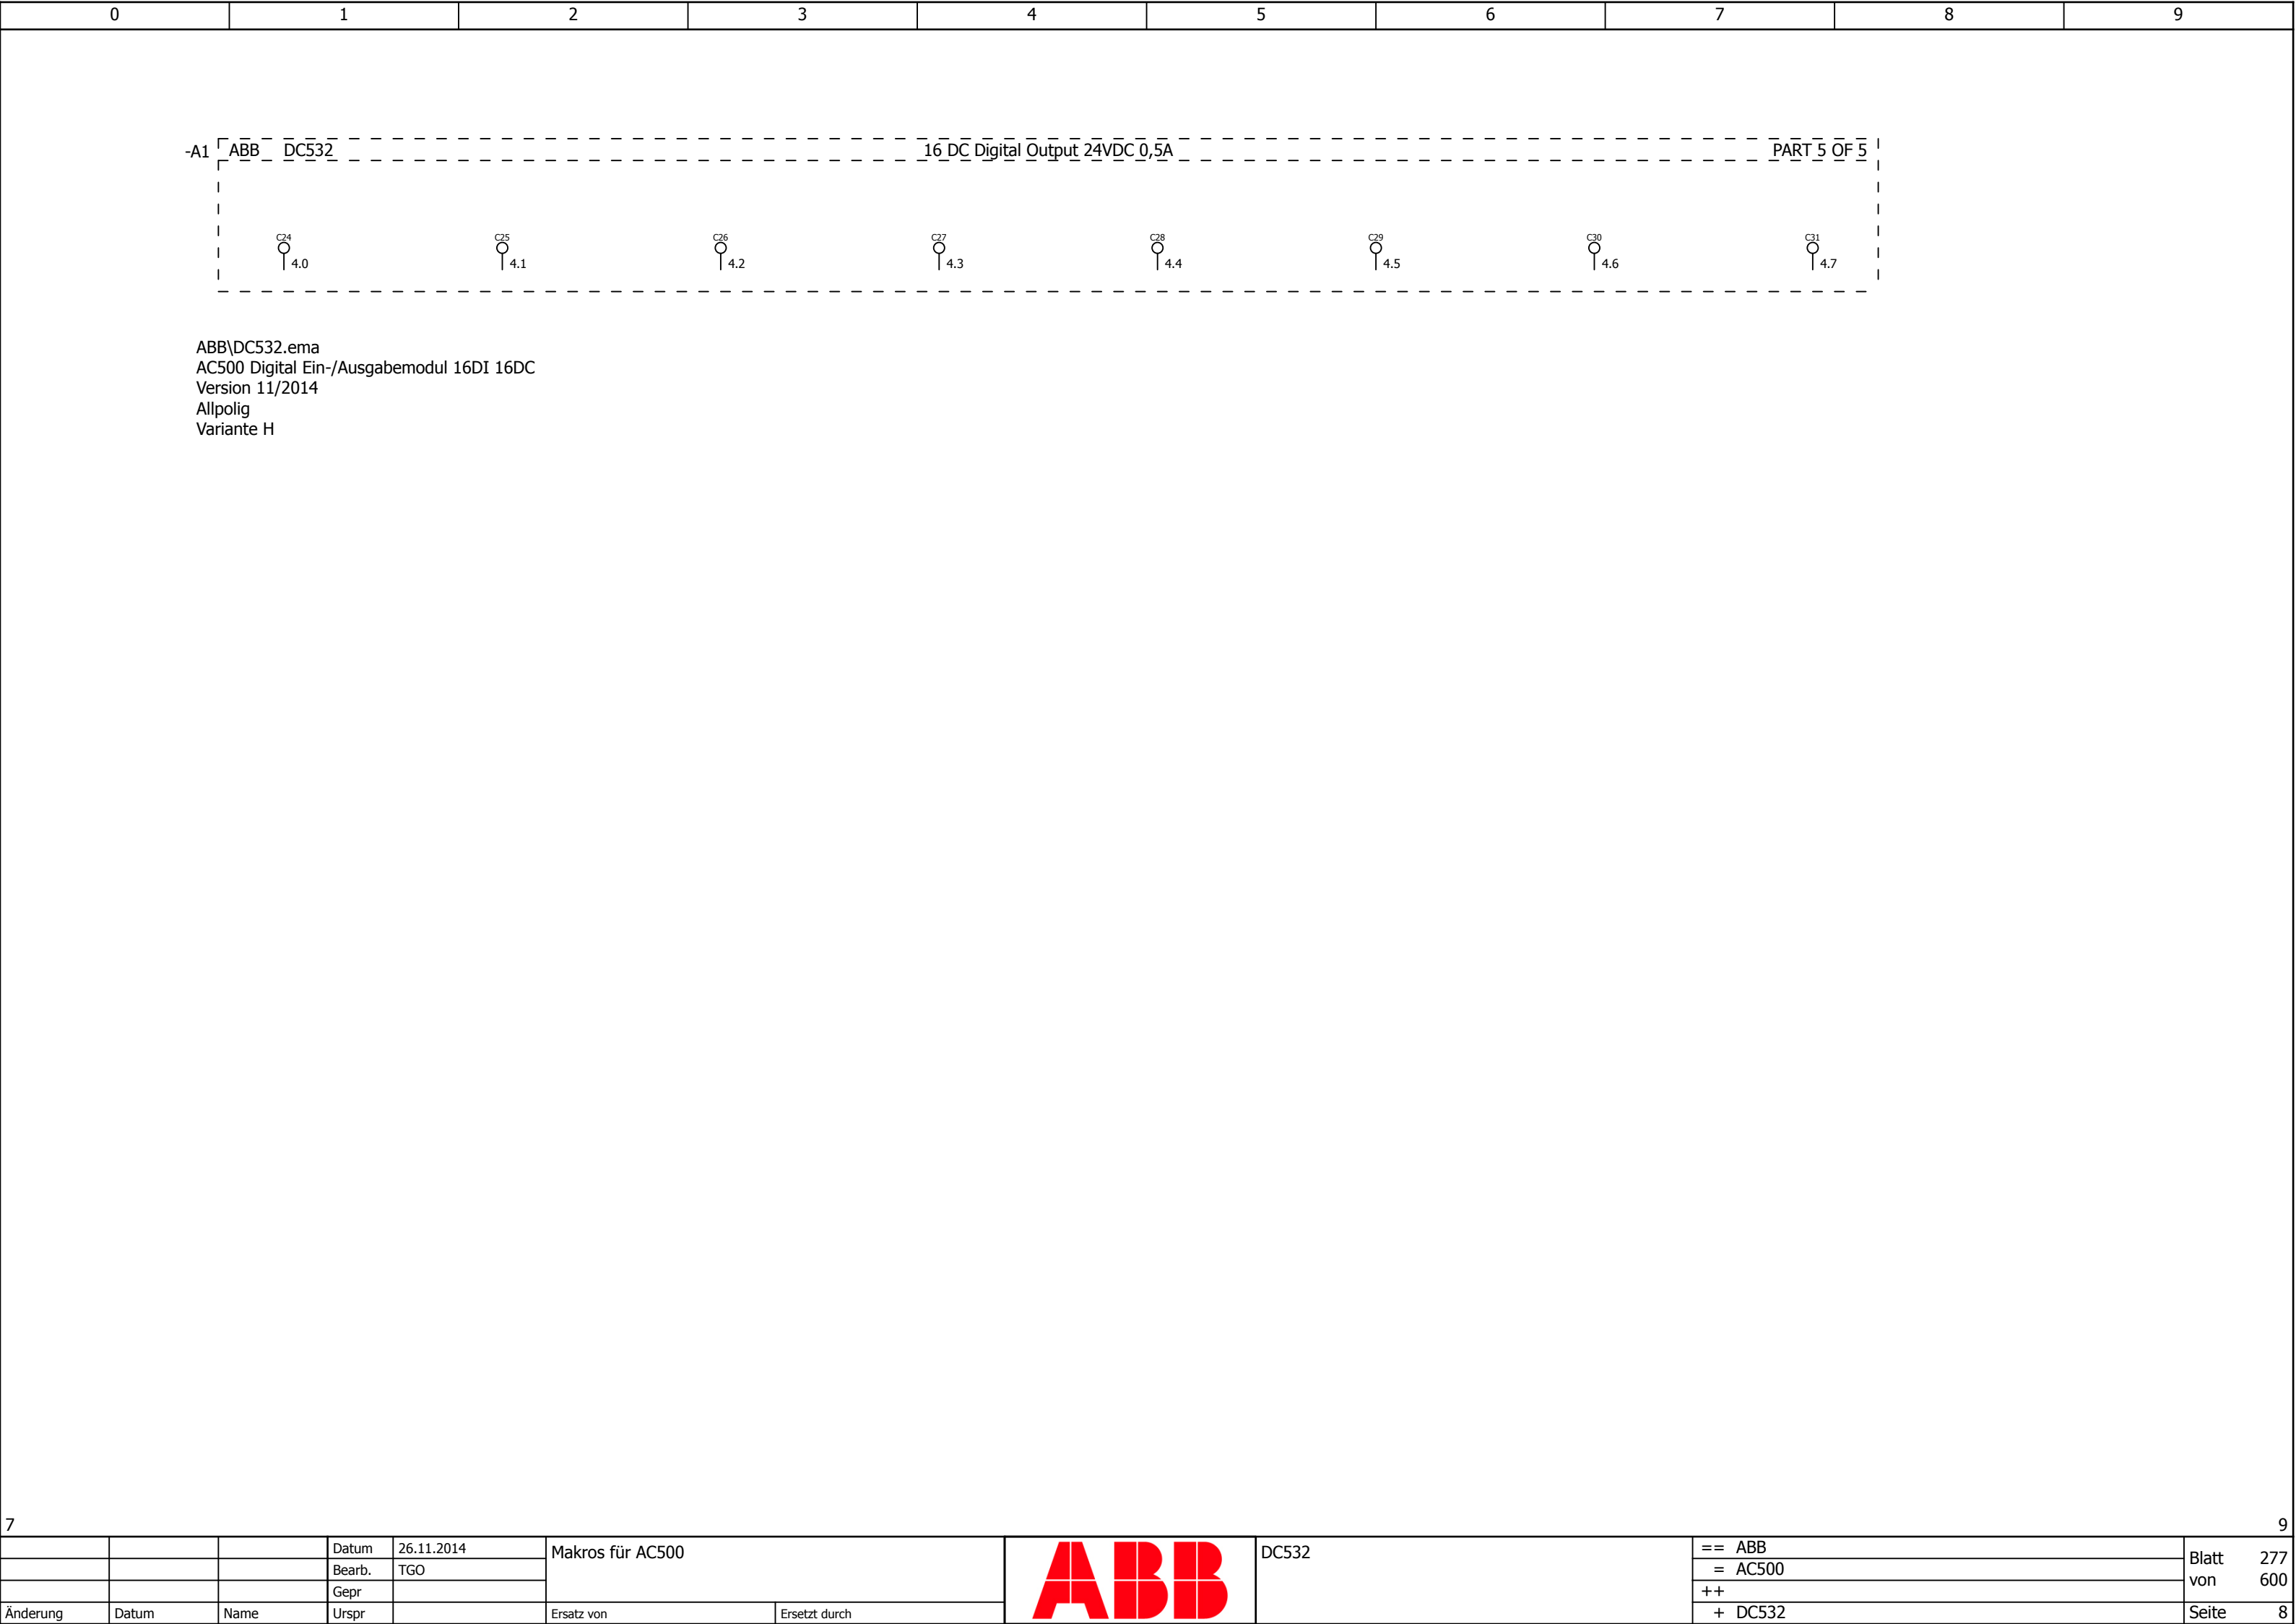 0 1 2 3 4 5 6 7 8 9
-A1 ABB DC532 16 DC Digital Output 24VDC 0,5A PART 5 OF 5
C24 C25 C26 C27 C28 C29 C30 C31
4.0 4.1 4.2 4.3 4.4 4.5 4.6 4.7
ABB\DC532.ema
AC500 Digital Ein-/Ausgabemodul 16DI 16DC
Version 11/2014
Allpolig
Variante H
7 9
Datum 26.11.2014
Bearb. TGO
Gepr
Änderung Datum Name Urspr
Makros für AC500
Ersatz von Ersetzt durch
ABB
DC532
== ABB
= AC500
++
+ DC532
Blatt 277
von 600
Seite 8